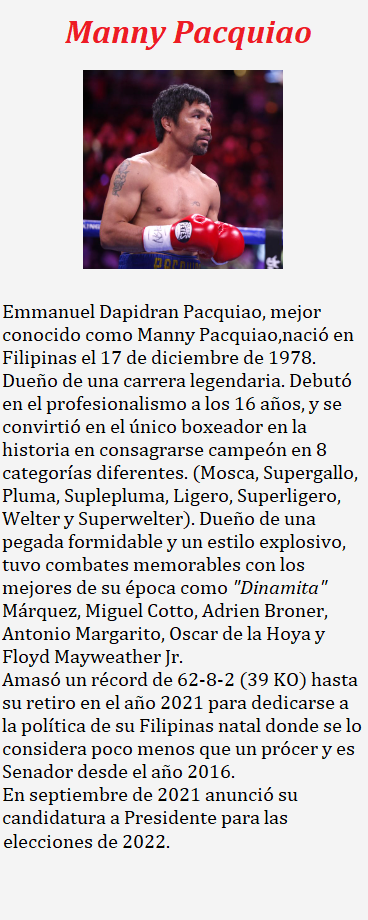 Manny Pacquiao
Emmanuel Dapidran Pacquiao, mejor
conocido como Manny Pacquiao,nació en
Filipinas el 17 de diciembre de 1978.
Dueño de una carrera legendaria. Debutó
en el profesionalismo a los 16 años, y se
convirtió en el único boxeador en la
historia en consagrarse campeón en 8
categorías diferentes. (Mosca, Supergallo,
Pluma, Suplepluma, Ligero, Superligero,
Welter y Superwelter). Dueño de una
pegada formidable y un estilo explosivo,
tuvo combates memorables con los
mejores de su época como "Dinamita"
Márquez, Miguel Cotto, Adrien Broner,
Antonio Margarito, Oscar de la Hoya y
Floyd Mayweather Jr.
Amasó un récord de 62-8-2 (39 KO) hasta
su retiro en el año 2021 para dedicarse a
la política de su Filipinas natal donde se lo
considera poco menos que un prócer y es
Senador desde el año 2016.
En septiembre de 2021 anunció su
candidatura a Presidente para las
elecciones de 2022.